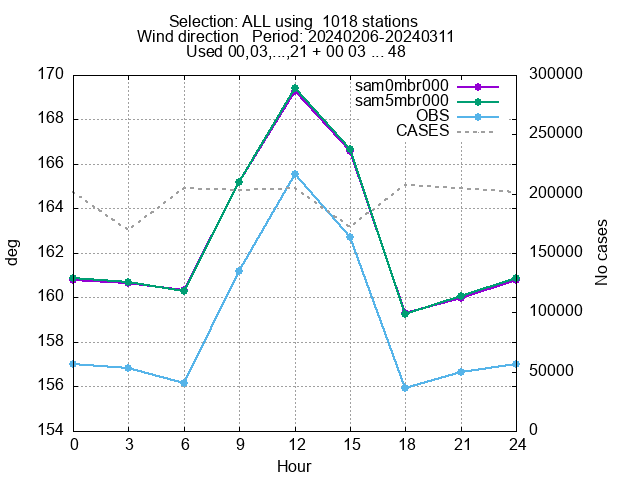 Selection: ALL using  1018 stations
Wind direction   Period: 20240206-20240311
Used 00,03,...,21 + 00 03 ... 48
170 300000
sam0mbr000
sam5mbr000
OBS
CASES
168 250000
166
164 200000
162 150000
160 100000
158
156 50000
154 0
deg
No cases
0 3 6 9 12 15 18 21 24
Hour